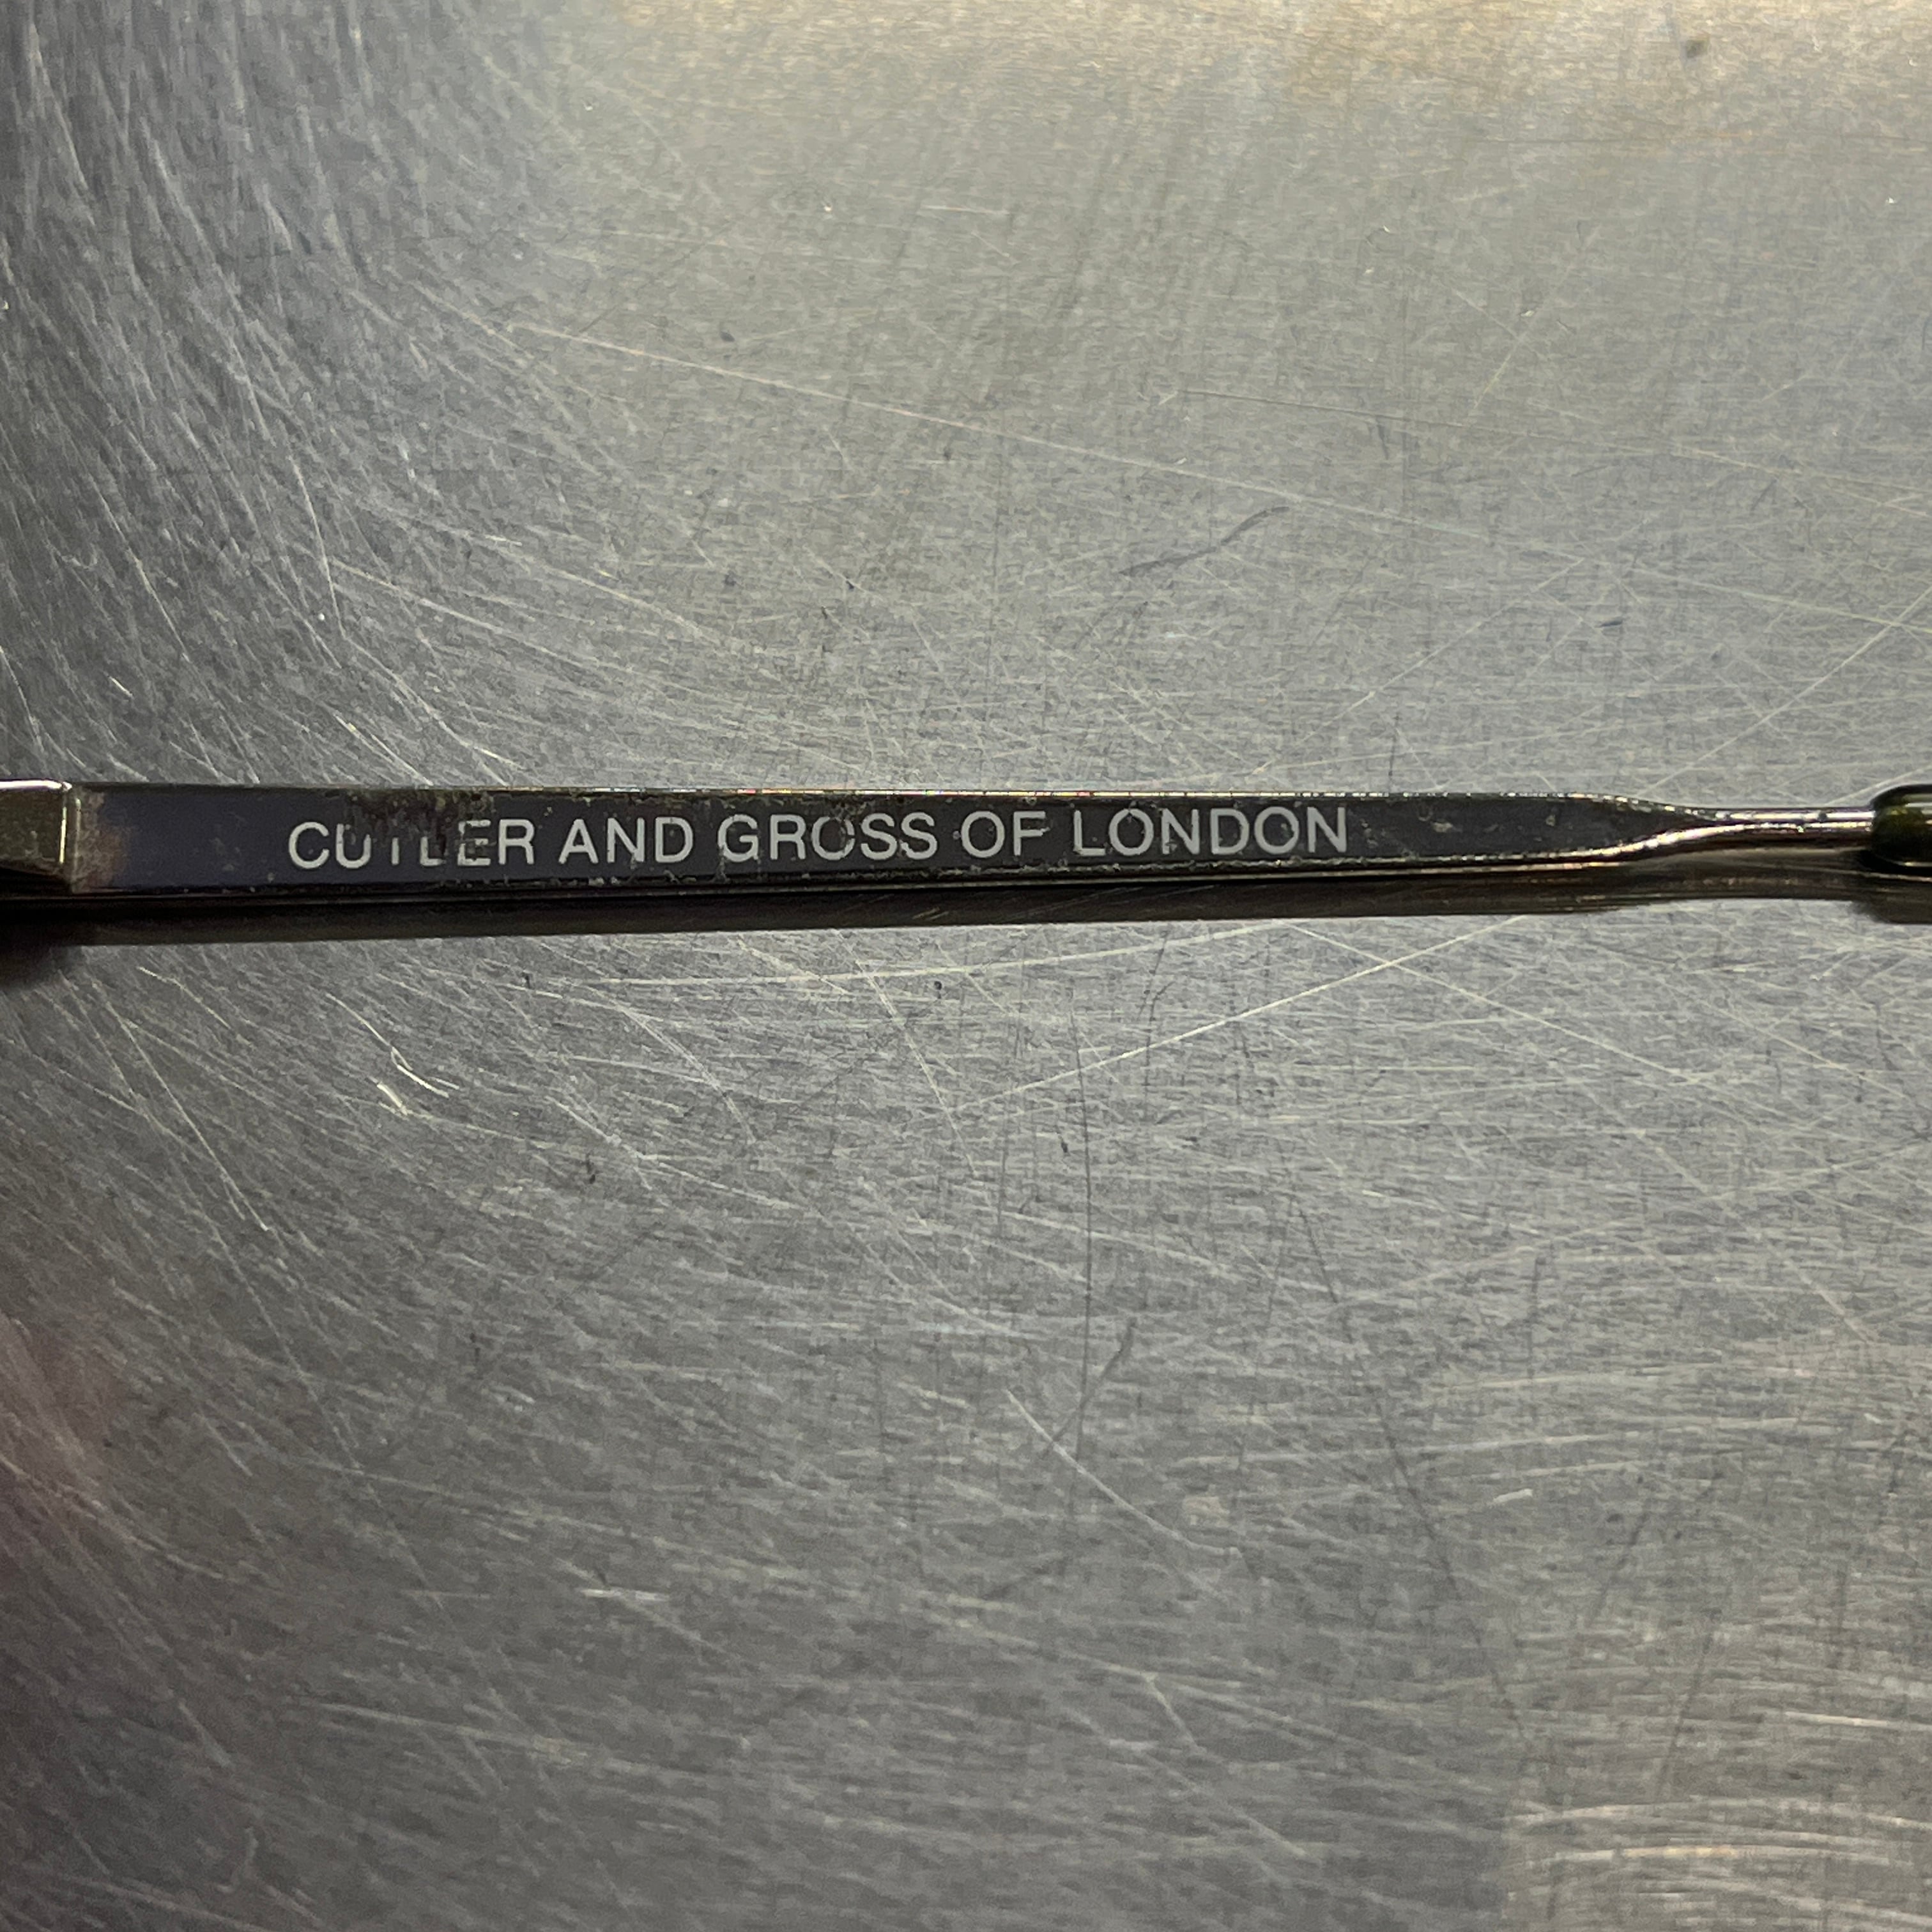 CUTLER AND GROSS OF LONDON